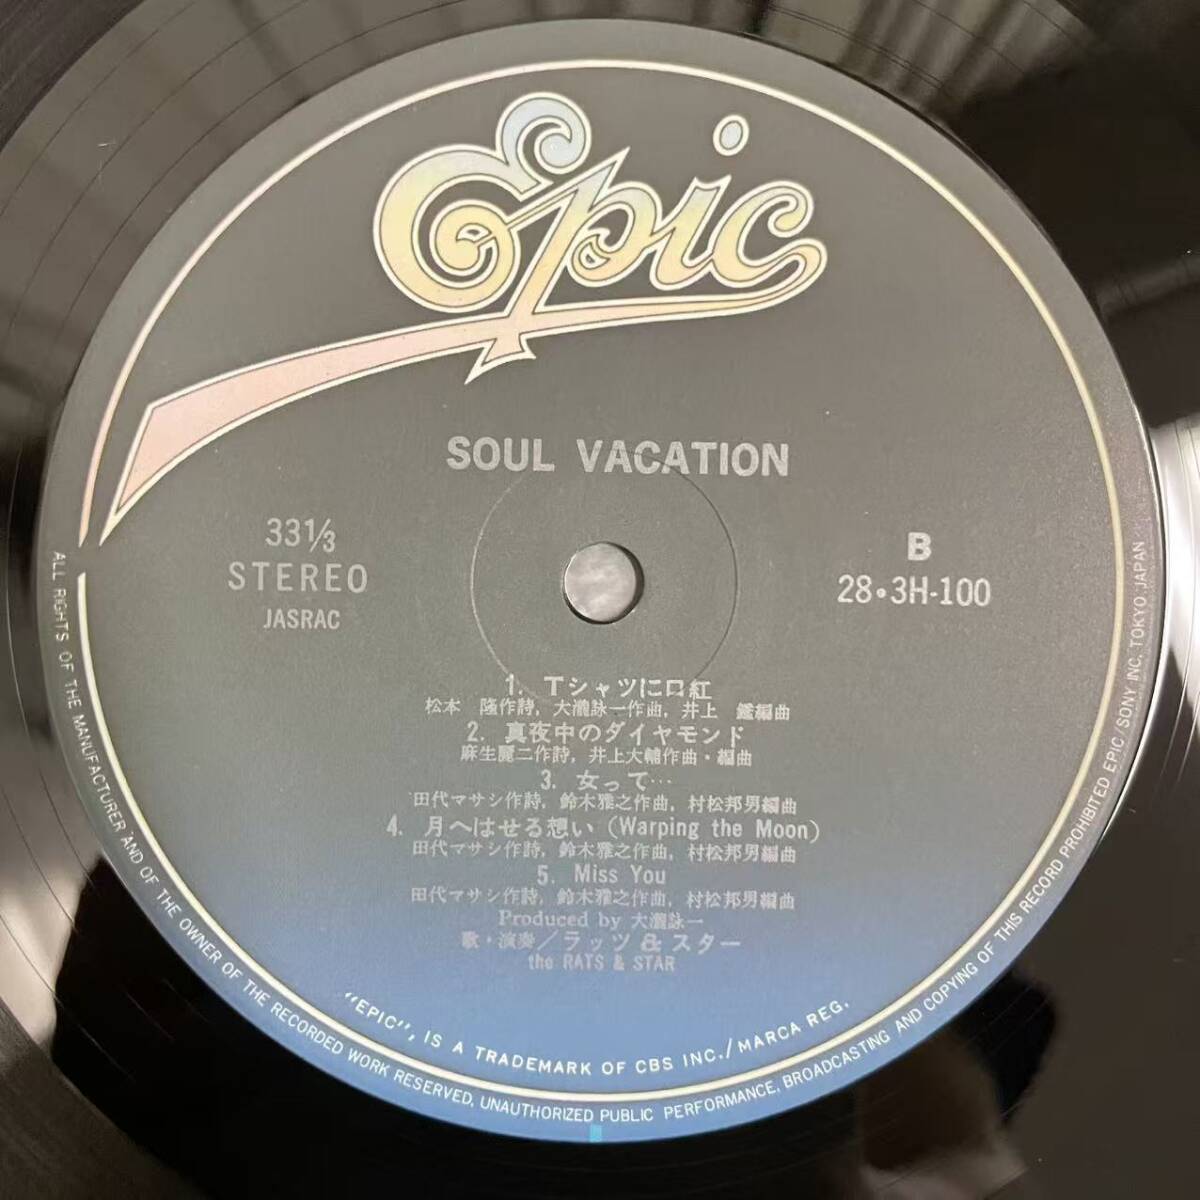 Epic
SOUL VACATION
33⅓
STEREO
JASRAC
B
28・3H-100
1. Tシャツに口紅
松本 隆作詩, 大瀧詠一作曲, 井上 鑑編曲
2. 真夜中のダイヤモンド
麻生麗二作詩, 井上大輔作曲・編曲
3. 女って…
田代マサシ作詩, 鈴木雅之作曲, 村松邦男編曲
4. 月へはせる想い (Warping the Moon)
田代マサシ作詩, 鈴木雅之作曲, 村松邦男編曲
5. Miss You
田代マサシ作詩, 鈴木雅之作曲, 村松邦男編曲
Produced by 大瀧詠一
歌・演奏/ラッツ&スター
the RATS & STAR
"EPIC", IS A TRADEMARK OF CBS INC./MARCA REG.
ALL RIGHTS OF THE MANUFACTURER AND OF THE OWNER OF THE RECORDED WORK RESERVED, UNAUTHORIZED PUBLIC PERFORMANCE, BROADCASTING AND COPYING OF THIS RECORD PROHIBITED EPIC/SONY INC. TOKYO JAPAN